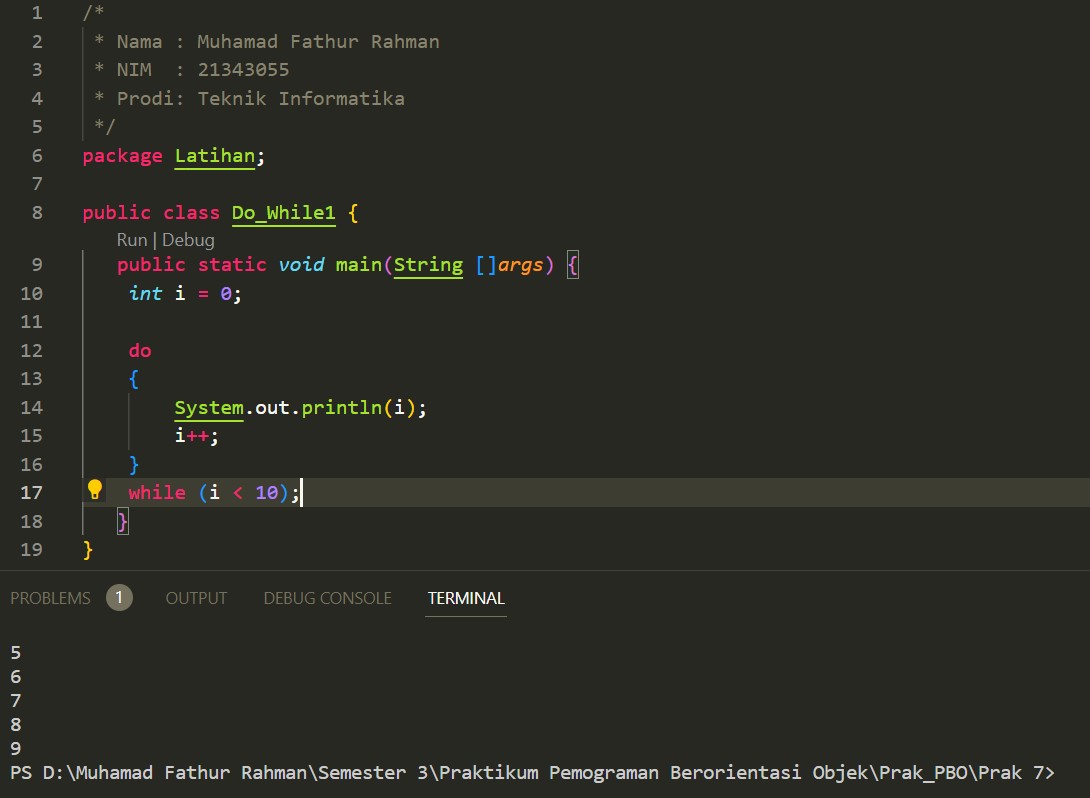 1 /*
2 * Nama : Muhamad Fathur Rahman
3 * NIM  : 21343055
4 * Prodi: Teknik Informatika
5 */
6 package Latihan;
7
8 public class Do_While1 {
Run | Debug
9 public static void main(String []args) {
10 int i = 0;
11
12 do
13 {
14 System.out.println(i);
15 i++;
16 }
17 while (i < 10);
18 }
19 }
PROBLEMS 1 OUTPUT DEBUG CONSOLE TERMINAL
5
6
7
8
9
PS D:\Muhamad Fathur Rahman\Semester 3\Praktikum Pemograman Berorientasi Objek\Prak_PBO\Prak 7>